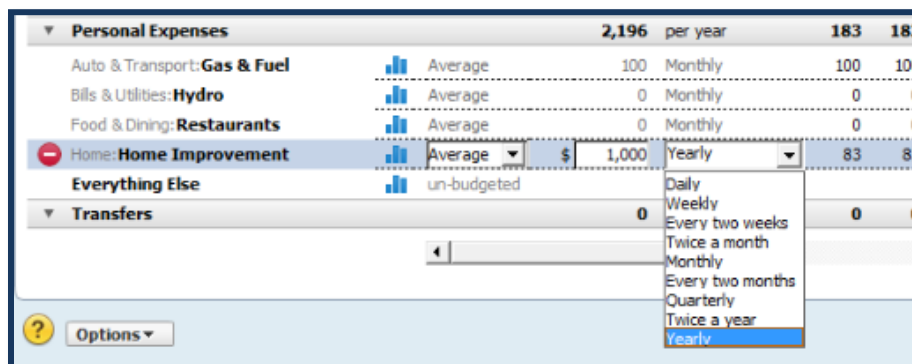 Personal Expenses 2,196 per year 183 18
Auto & Transport:Gas & Fuel Average 100 Monthly 100 10
Bills & Utilities:Hydro Average 0 Monthly 0
Food & Dining:Restaurants Average 0 Monthly 0
Home:Home Improvement Average $ 1,000 Yearly 83 8
Everything Else un-budgeted
Daily
Weekly
Transfers 0 0
Every two weeks
Twice a month
Monthly
Every two months
Quarterly
Twice a year
Yearly
? Options